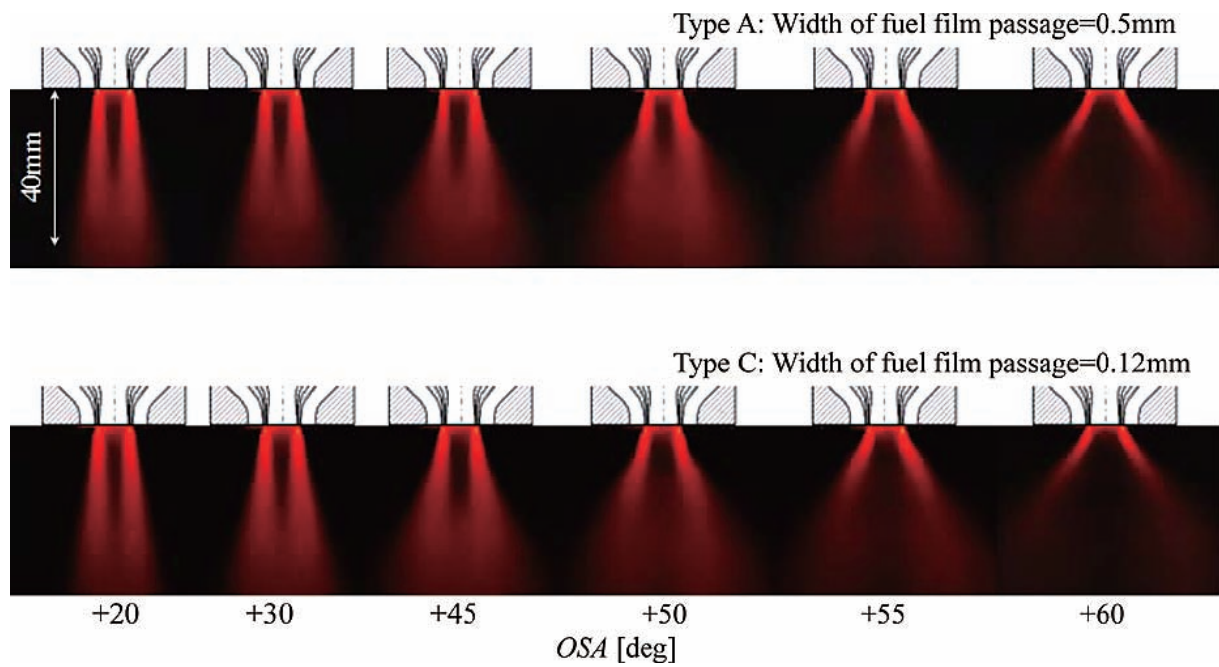 Type A: Width of fuel film passage=0.5mm
40mm
Type C: Width of fuel film passage=0.12mm
+20 +30 +45 +50 +55 +60
OSA [deg]